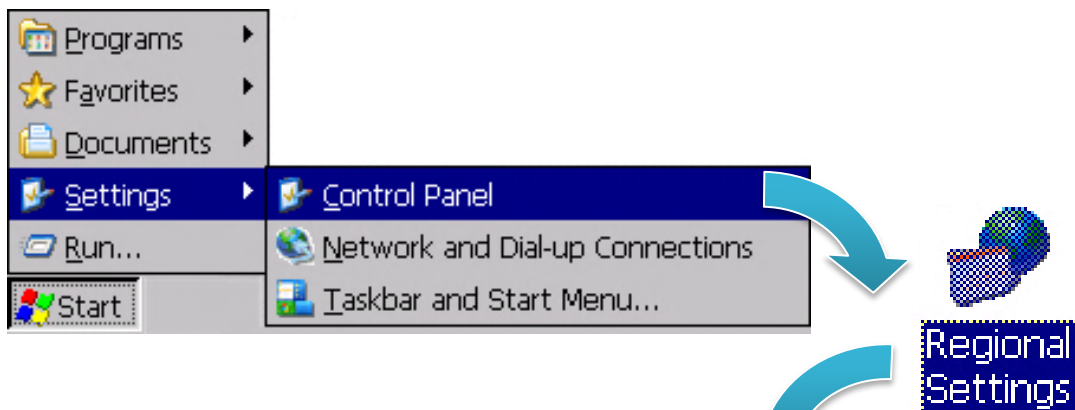 Programs
Favorites
Documents
Settings
Control Panel
Run...
Network and Dial-up Connections
Start
Taskbar and Start Menu...
Regional
Settings